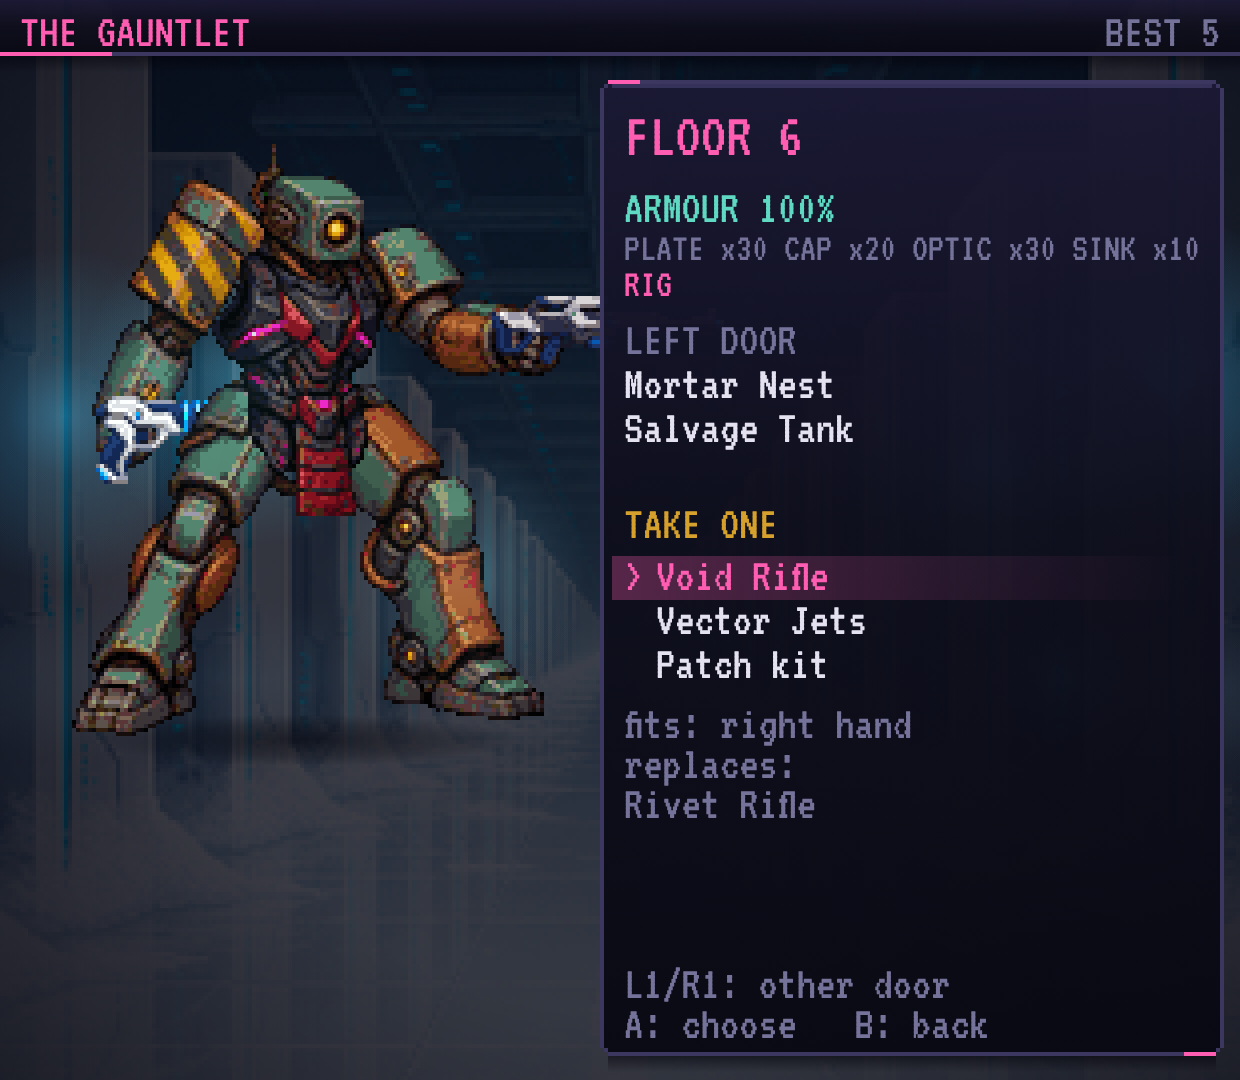 THE GAUNTLET
BEST 5
FLOOR 6
ARMOUR 100%
PLATE x30 CAP x20 OPTIC x30 SINK x10
RIG
LEFT DOOR
Mortar Nest
Salvage Tank
TAKE ONE
> Void Rifle
Vector Jets
Patch kit
fits: right hand
replaces:
Rivet Rifle
L1/R1: other door
A: choose B: back